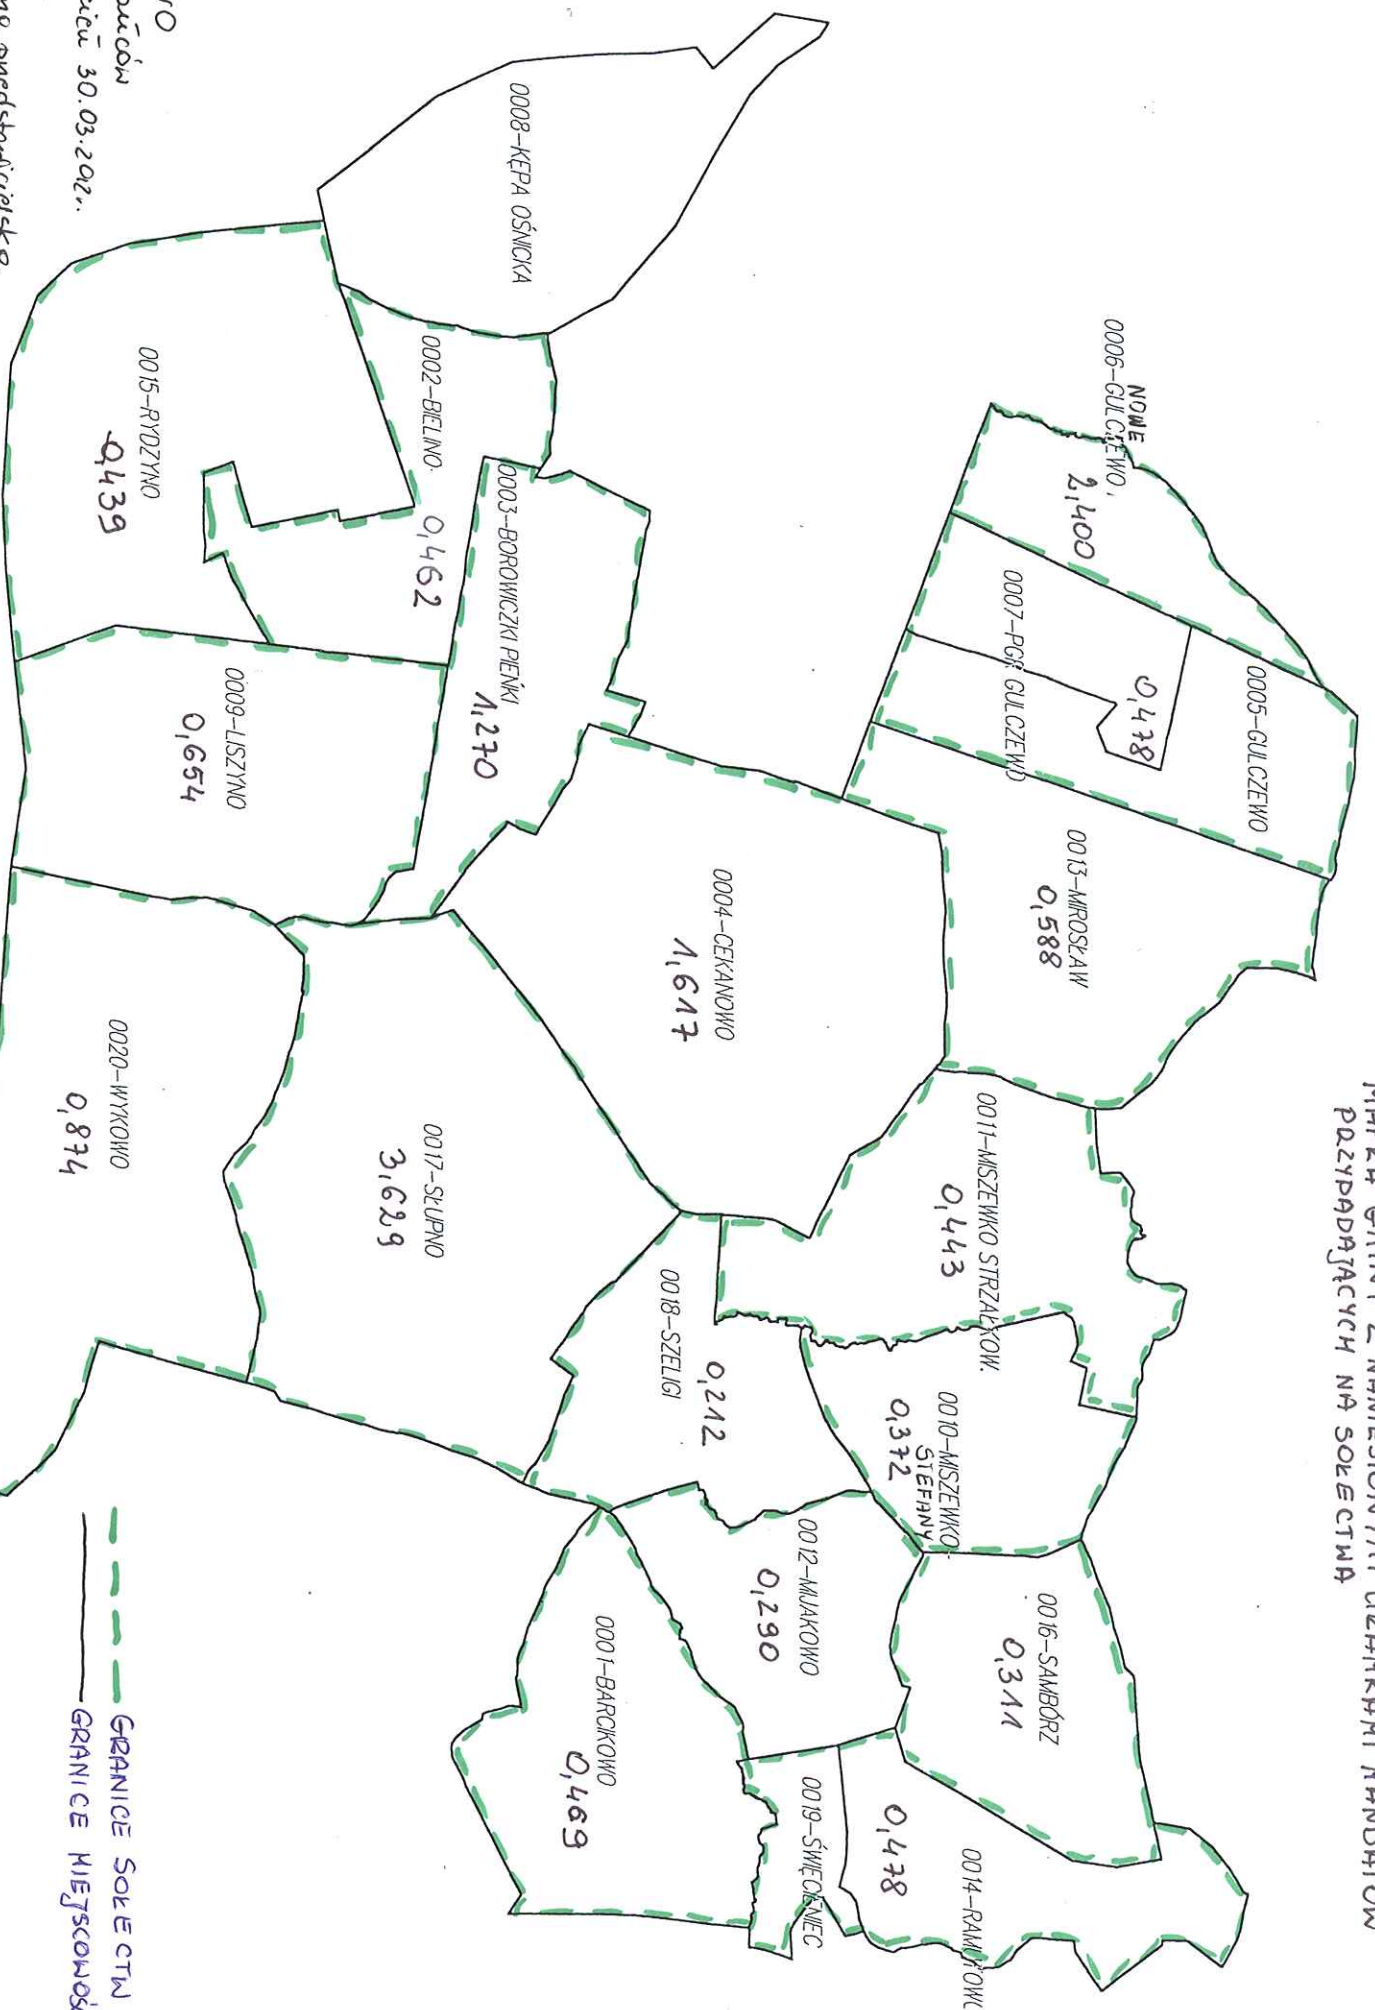 PRZYPADAJĄCYCH NA SOŁECTWA
30.03.2012r.
0008-KĘPA OŚNICKA
NOWE
0006-GULCZEWO,
2,400
0005-GULCZEWO
0,478
0007-PGR GULCZEWO
0013-MIROSŁAW
0,588
0002-BIELINO. 0,462
0003-BOROWICZKI PIEŃKI
1,270
0015-RYDZYNO
0,439
0009-LISZYNO
0,654
0004-CEKANOWO
1,617
0011-MISZEWKO STRZAŁKOW.
0,443
0017-SŁUPNO
3,629
0020-WYKOWO
0,874
0018-SZELIGI
0,212
0010-MISZEWKO-
STEFANY
0,372
0016-SAMBÓRZ
0,311
0012-MIJAKOWO
0,290
0001-BARCIKOWO
0,469
0019-ŚWIĘCIENIEC
0,478
GRANICE SOŁECTW